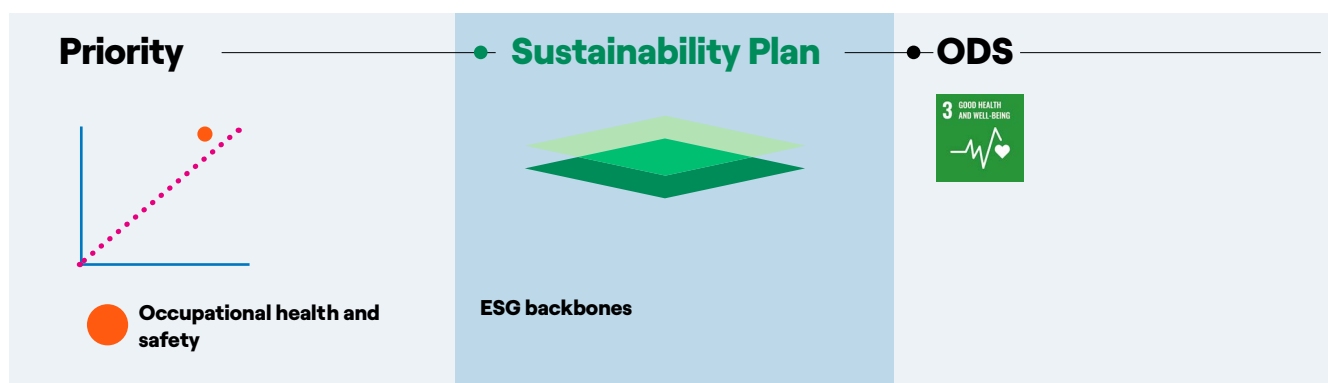 Priority
Sustainability Plan
ODS
3 GOOD HEALTH
AND WELL-BEING
Occupational health and
safety
ESG backbones